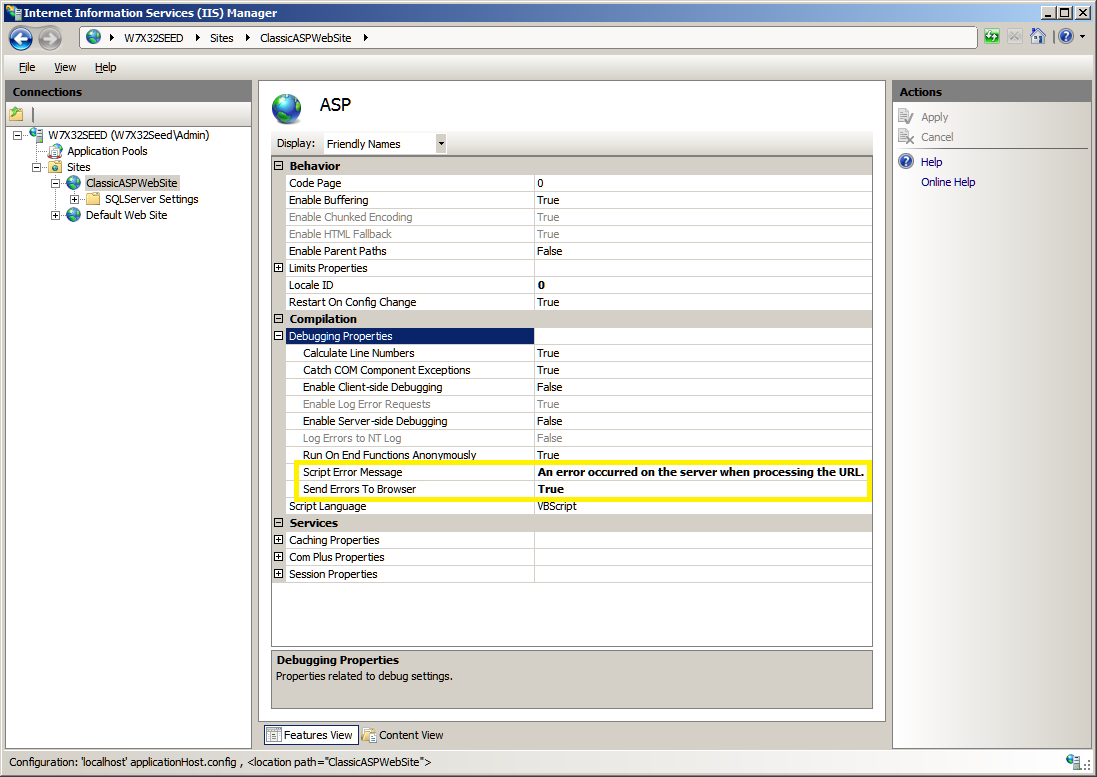 Internet Information Services (IIS) Manager
W7X32SEED Sites ClassicASPWebSite
File View Help
Connections
W7X32SEED (W7X32Seed\Admin)
Application Pools
Sites
ClassicASPWebSite
SQLServer Settings
Default Web Site
ASP
Display: Friendly Names
Behavior
Code Page 0
Enable Buffering True
Enable Chunked Encoding True
Enable HTML Fallback True
Enable Parent Paths False
Limits Properties
Locale ID 0
Restart On Config Change True
Compilation
Debugging Properties
Calculate Line Numbers True
Catch COM Component Exceptions True
Enable Client-side Debugging False
Enable Log Error Requests True
Enable Server-side Debugging False
Log Errors to NT Log False
Run On End Functions Anonymously True
Script Error Message An error occurred on the server when processing the URL.
Send Errors To Browser True
Script Language VBScript
Services
Caching Properties
Com Plus Properties
Session Properties
Debugging Properties
Properties related to debug settings.
Features View Content View
Actions
Apply
Cancel
Help
Online Help
Configuration: 'localhost' applicationHost.config , <location path="ClassicASPWebSite">